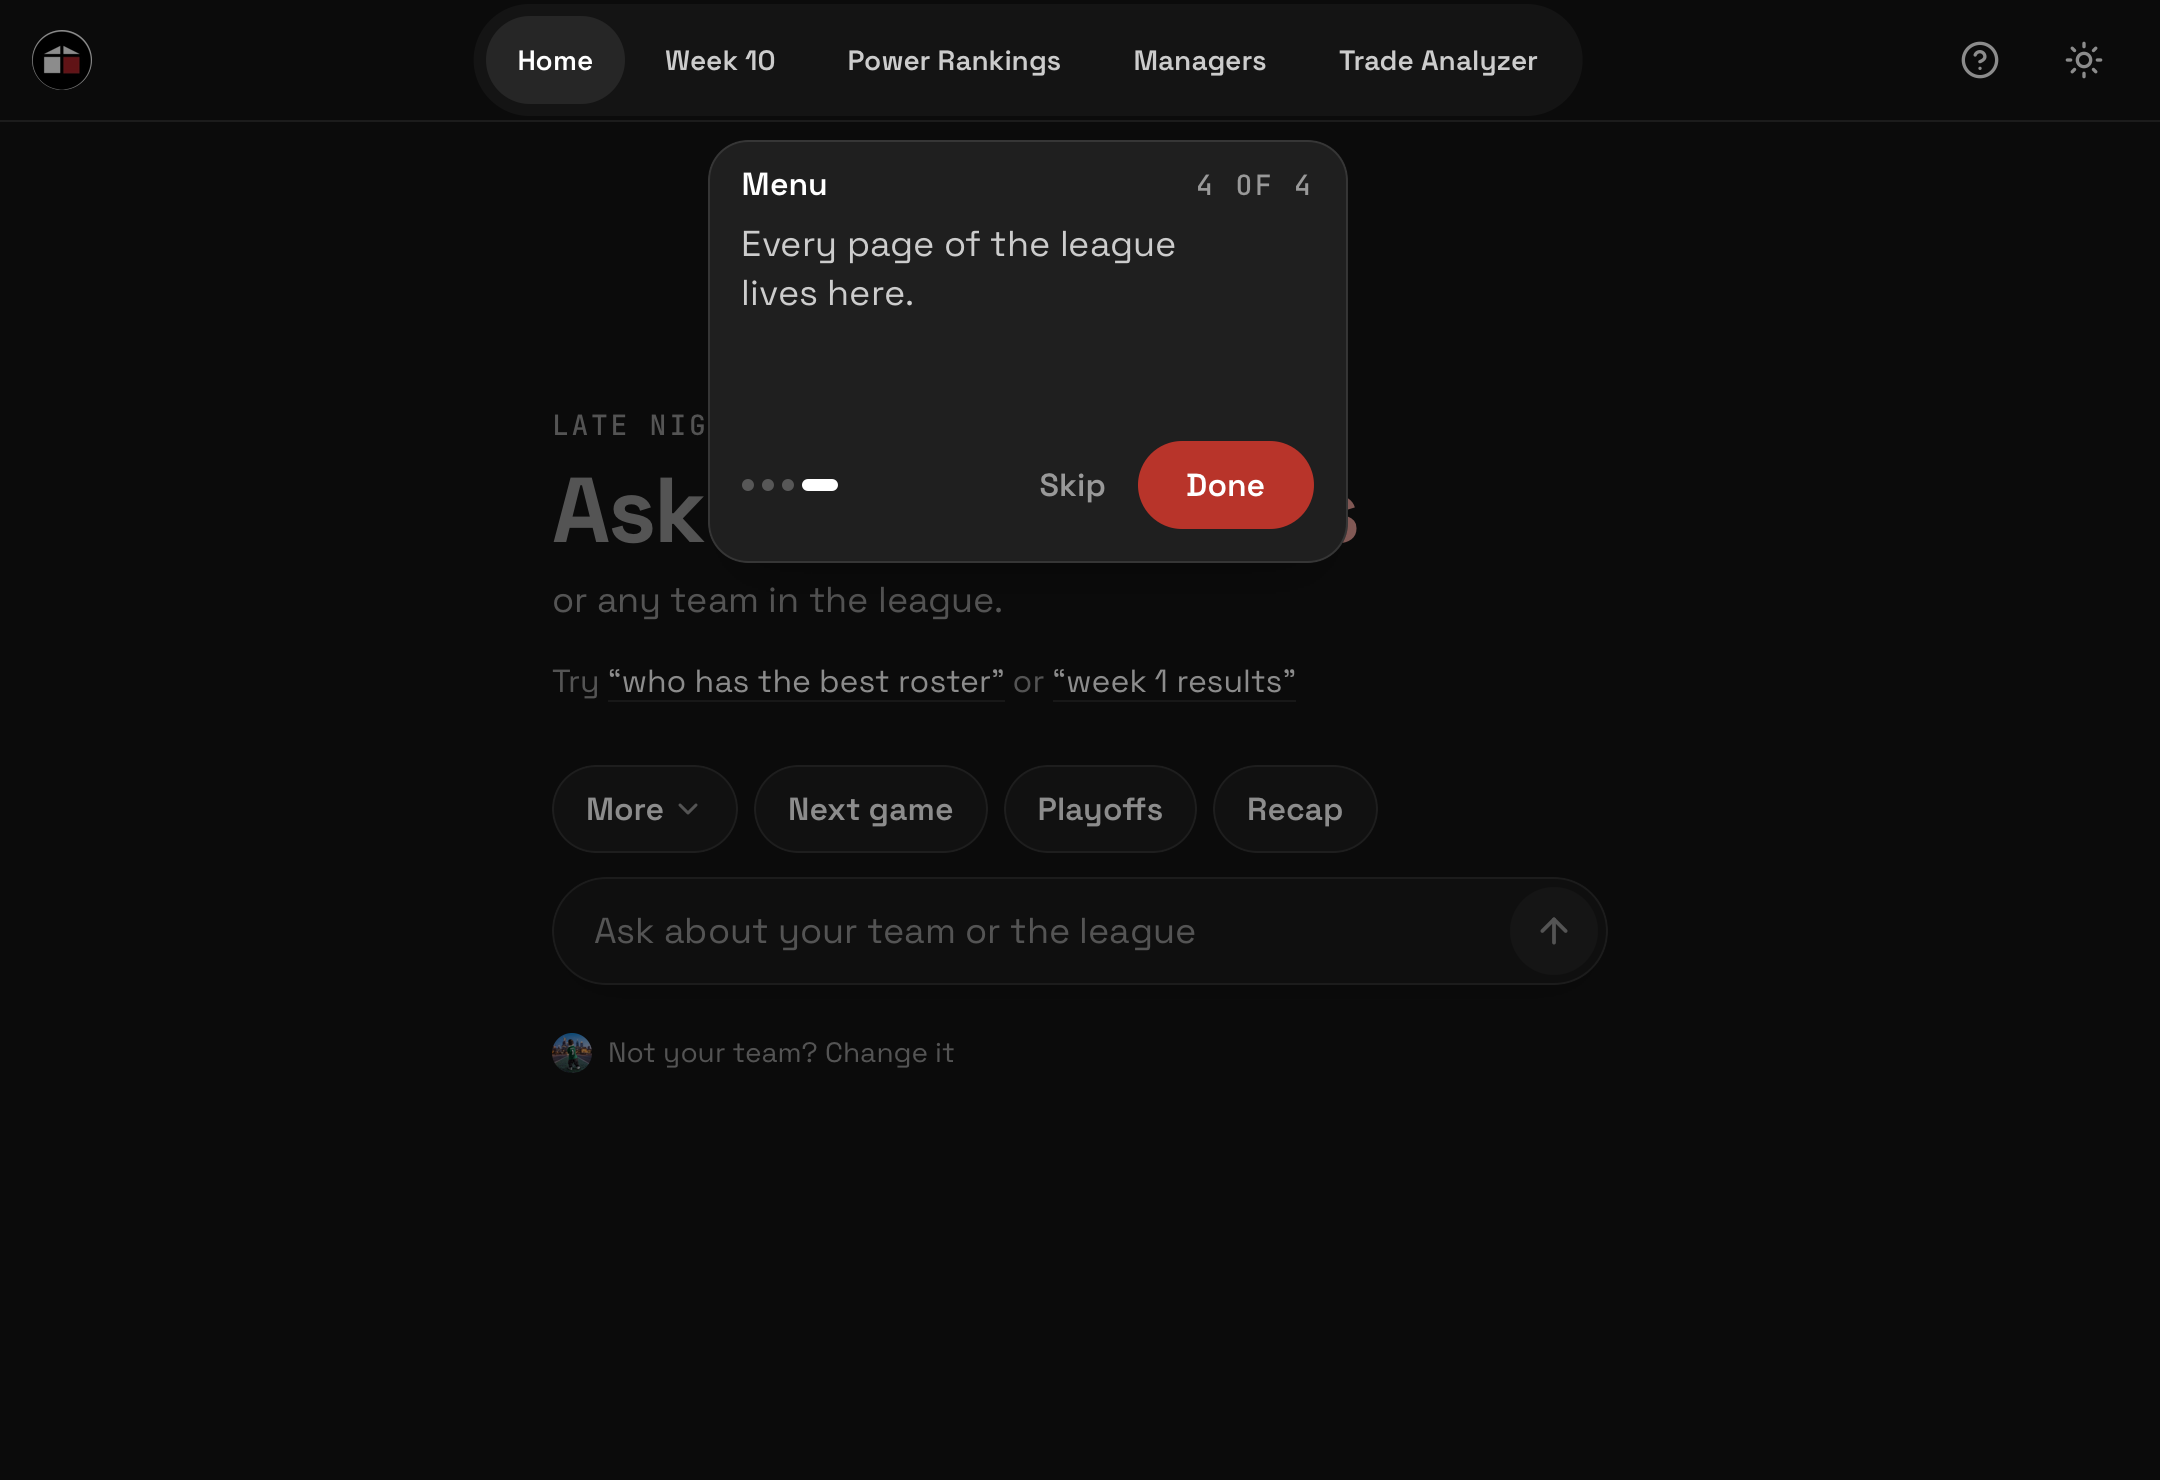 Home
Week 10
Power Rankings
Managers
Trade Analyzer
Menu
4 OF 4
Every page of the league
lives here.
Skip
Done
LATE
Ask
or any team in the league.
Try “who has the best roster” or “week 1 results”
More
Next game
Playoffs
Recap
Ask about your team or the league
Not your team? Change it